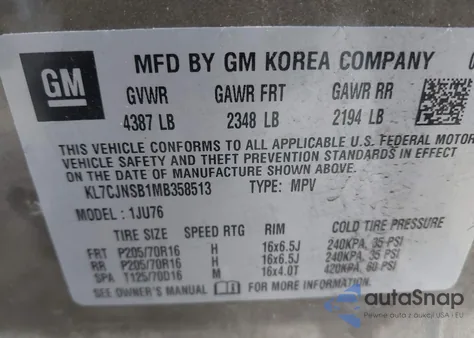 GM
MFD BY GM KOREA COMPANY
GVWR GAWR FRT GAWR RR
4387 LB 2348 LB 2194 LB
THIS VEHICLE CONFORMS TO ALL APPLICABLE U.S. FEDERAL MOTOR
VEHICLE SAFETY AND THEFT PREVENTION STANDARDS IN EFFECT
ON THE DATE OF MANUFACTURE SHOWN ABOVE.
KL7CJNSB1MB358513 TYPE: MPV
MODEL: 1JU76
TIRE SIZE SPEED RTG RIM COLD TIRE PRESSURE
FRT P205/70R16 H 16x6.5J 240KPA, 35 PSI
RR P205/70R16 H 16x6.5J 240KPA, 35 PSI
SPA T125/70D16 M 16x4.0T 420KPA, 60 PSI
SEE OWNER'S MANUAL FOR MORE INFORMATION.
autoSnap
Pewne aukcje z USA i EU